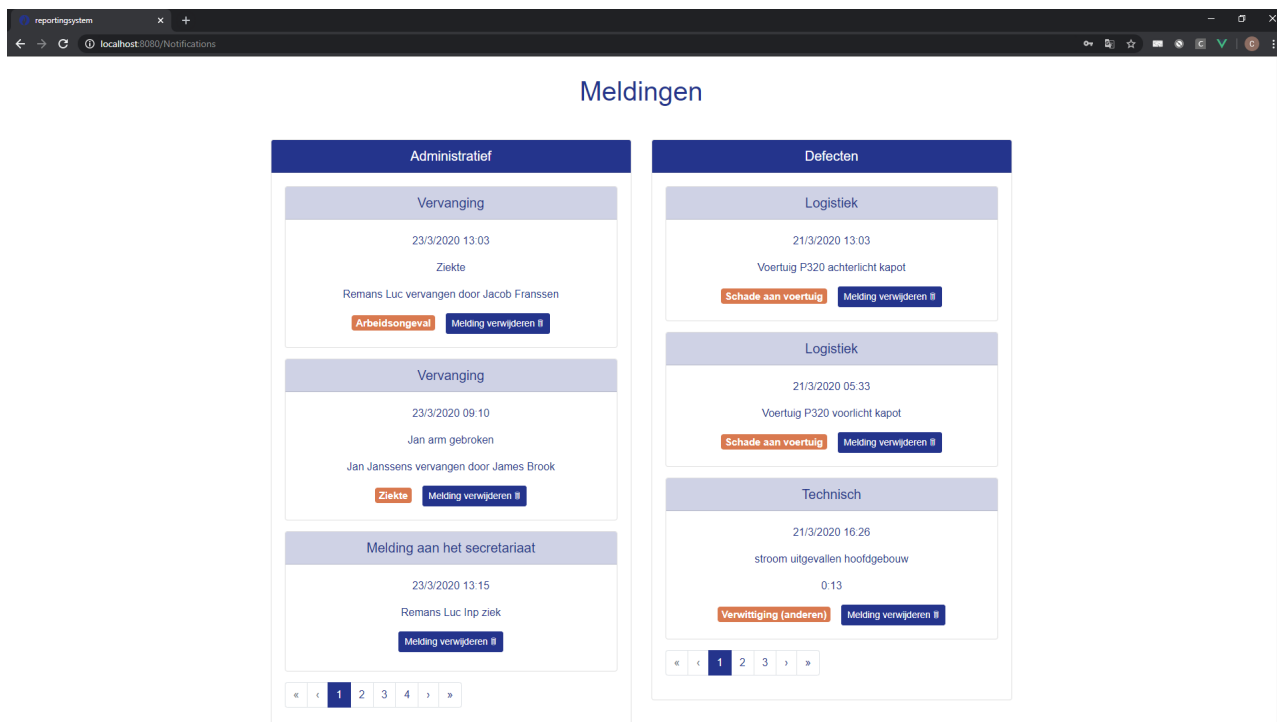 reportingsystem
localhost:8080/Notifications
Meldingen
Administratief
Vervanging
23/3/2020 13:03
Ziekte
Remans Luc vervangen door Jacob Franssen
Arbeidsongeval Melding verwijderen
Vervanging
23/3/2020 09:10
Jan arm gebroken
Jan Janssens vervangen door James Brook
Ziekte Melding verwijderen
Melding aan het secretariaat
23/3/2020 13:15
Remans Luc Inp ziek
Melding verwijderen
« ‹ 1 2 3 4 › »
Defecten
Logistiek
21/3/2020 13:03
Voertuig P320 achterlicht kapot
Schade aan voertuig Melding verwijderen
Logistiek
21/3/2020 05:33
Voertuig P320 voorlicht kapot
Schade aan voertuig Melding verwijderen
Technisch
21/3/2020 16:26
stroom uitgevallen hoofdgebouw
0:13
Verwittiging (anderen) Melding verwijderen
« ‹ 1 2 3 › »